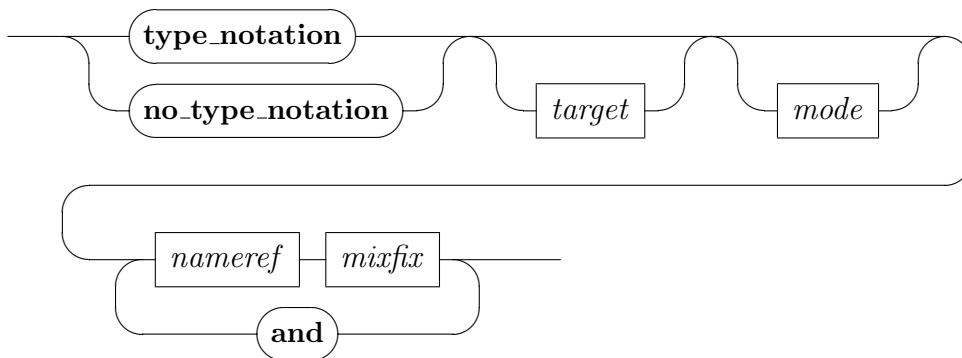 type_notation
no_type_notation
target
mode
nameref mixfix
and